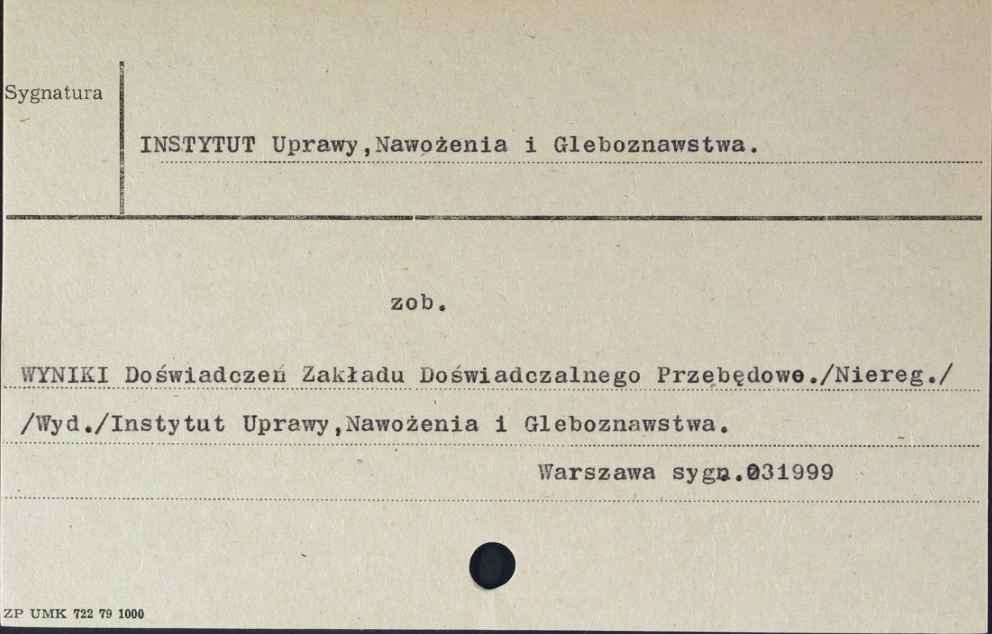 Sygnatura
INSTYTUT Uprawy,Nawożenia i Gleboznawstwa.
zob.
WYNIKI Doświadczeń Zakładu Doświadczalnego Przebędowo./Niereg./
/Wyd./Instytut Uprawy,Nawożenia i Gleboznawstwa.
Warszawa sygn.031999
ZP UMK 722 79 1000